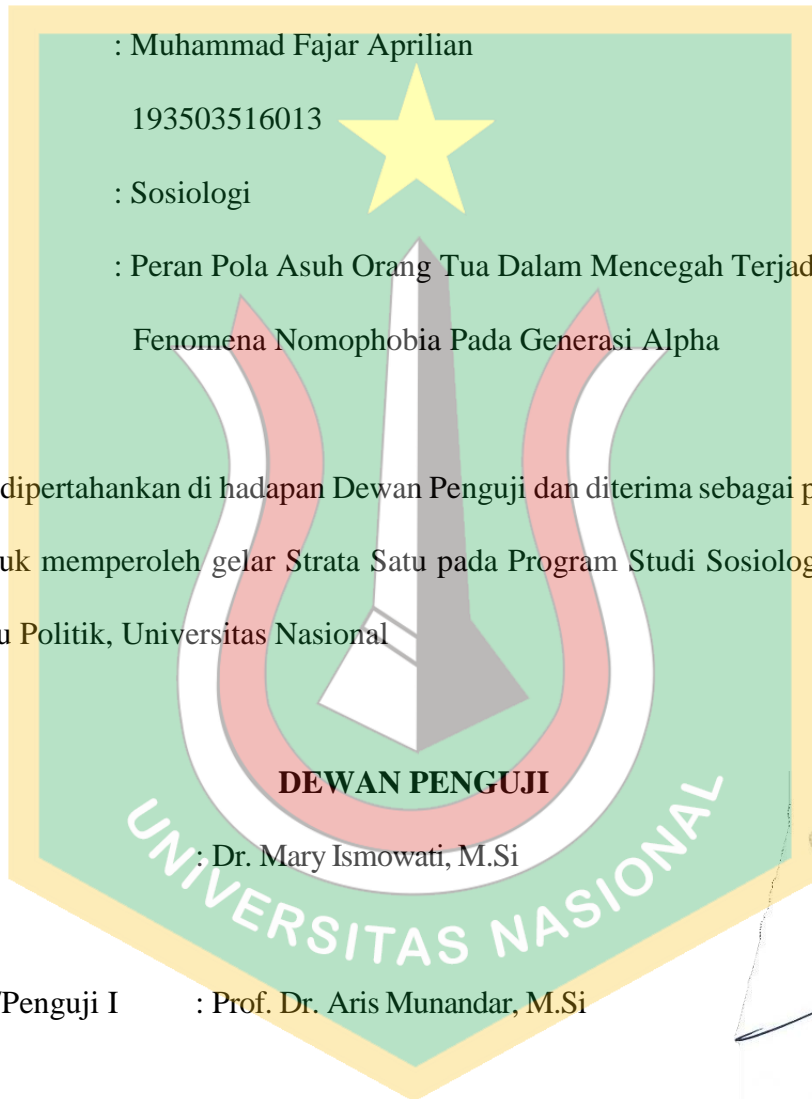 : Muhammad Fajar Aprilian
193503516013
: Sosiologi
: Peran Pola Asuh Orang Tua Dalam Mencegah Terjad
Fenomena Nomophobia Pada Generasi Alpha
dipertahankan di hadapan Dewan Penguji dan diterima sebagai p
uk memperoleh gelar Strata Satu pada Program Studi Sosiolog
u Politik, Universitas Nasional
DEWAN PENGUJI
: Dr. Mary Ismowati, M.Si
UNIVERSITAS NASIONAL
/Penguji I : Prof. Dr. Aris Munandar, M.Si